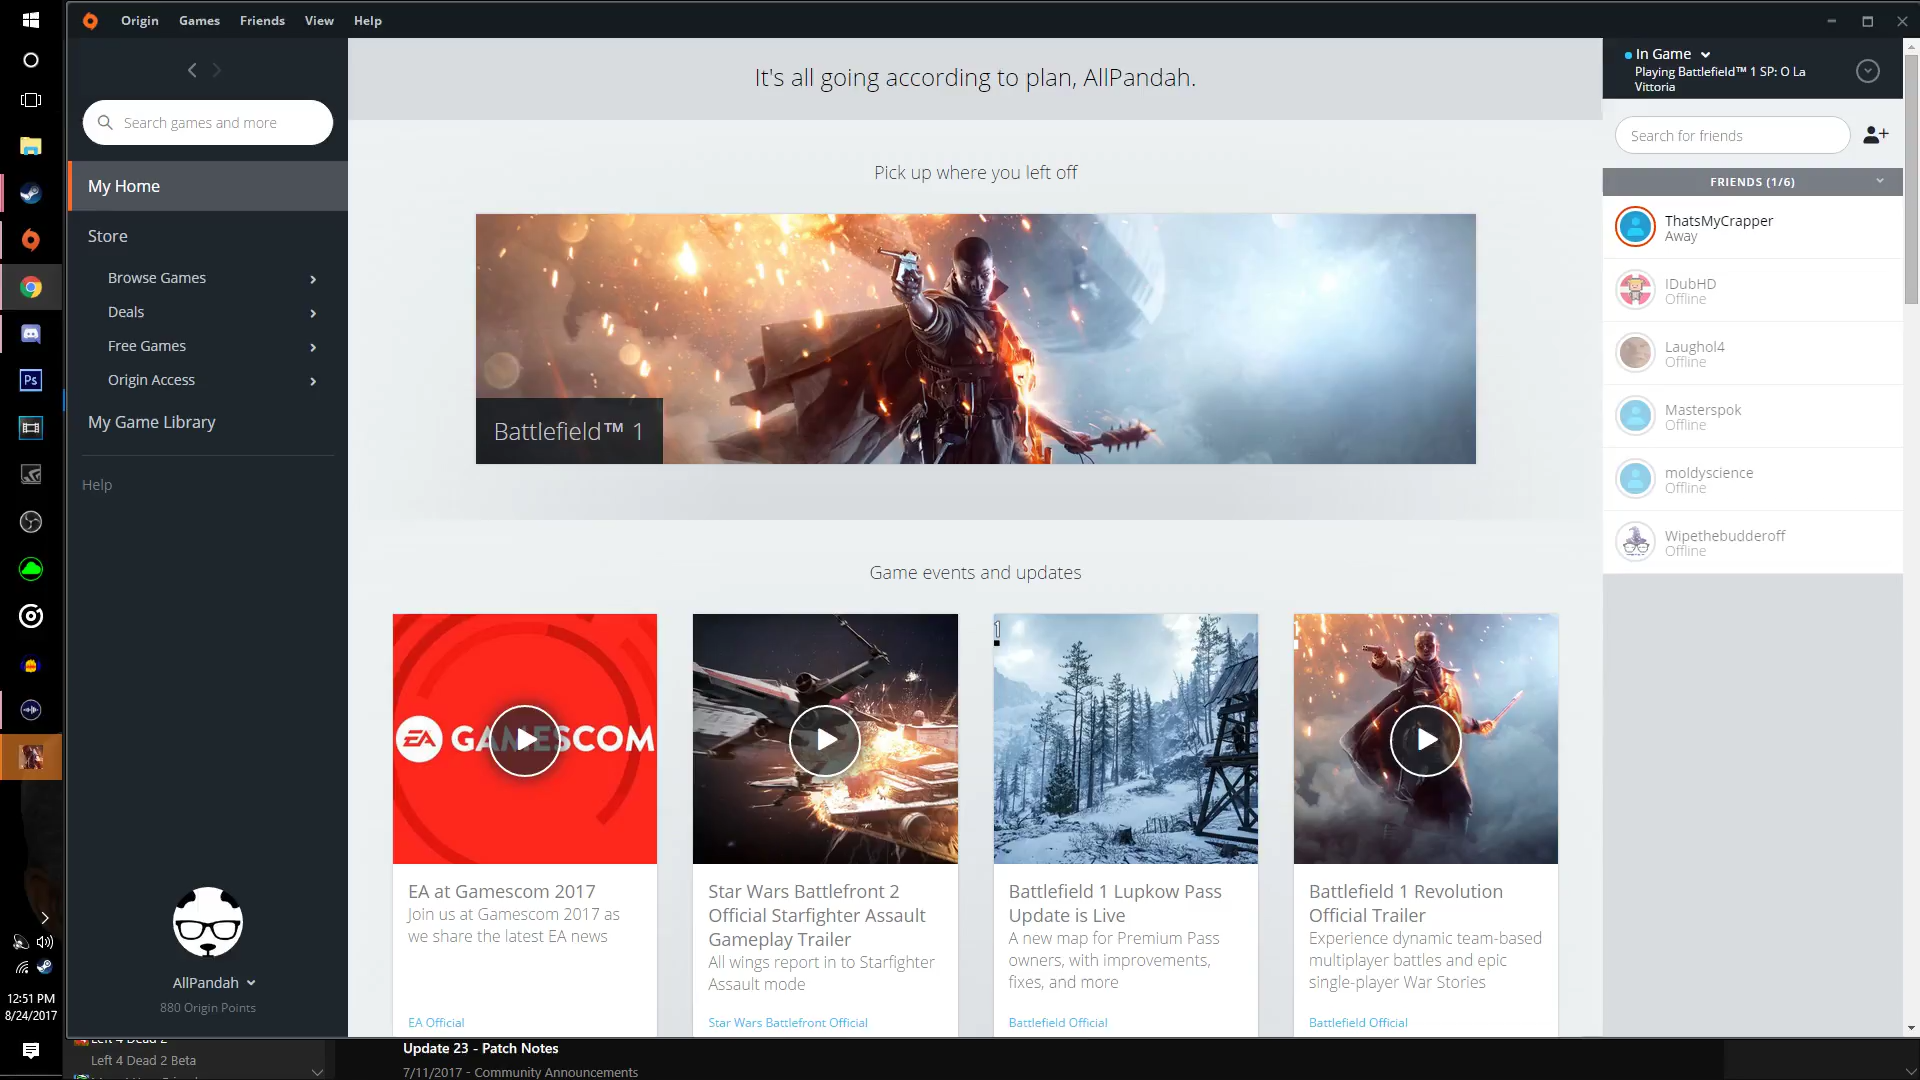 Origin Games Friends View Help
Search games and more
My Home
Store
Browse Games
Deals
Free Games
Origin Access
My Game Library
Help
AllPandah
880 Origin Points
It's all going according to plan, AllPandah.
Pick up where you left off
Battlefield™ 1
Game events and updates
EA GAMESCOM
EA at Gamescom 2017
Join us at Gamescom 2017 as
we share the latest EA news
EA Official
Star Wars Battlefront 2
Official Starfighter Assault
Gameplay Trailer
All wings report in to Starfighter
Assault mode
Star Wars Battlefront Official
1
Battlefield 1 Lupkow Pass
Update is Live
A new map for Premium Pass
owners, with improvements,
fixes, and more
Battlefield Official
Battlefield 1 Revolution
Official Trailer
Experience dynamic team-based
multiplayer battles and epic
single-player War Stories
Battlefield Official
In Game
Playing Battlefield™ 1 SP: O La
Vittoria
Search for friends
FRIENDS (1/6)
ThatsMyCrapper
Away
IDubHD
Offline
Laughol4
Offline
Masterspok
Offline
moldyscience
Offline
Wipethebudderoff
Offline
Ps
12:51 PM
8/24/2017
Left 4 Dead 2
Left 4 Dead 2 Beta
Update 23 - Patch Notes
7/11/2017 - Community Announcements